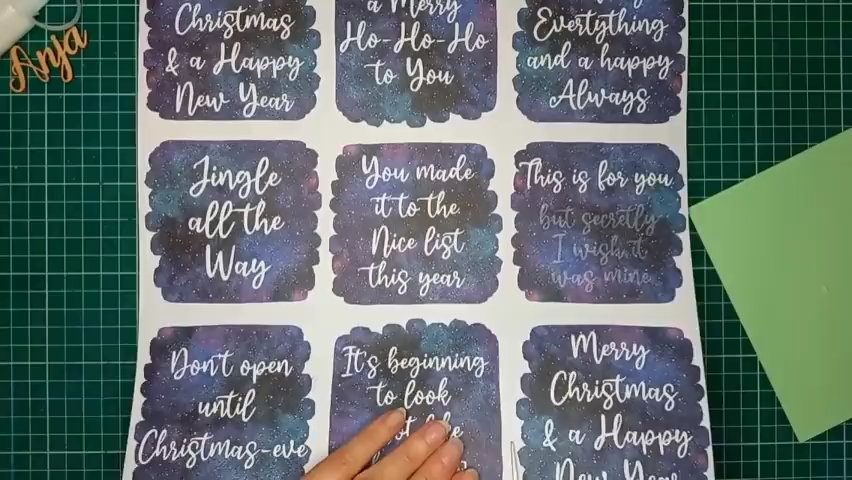 Anja
Christmas
& a Happy
New Year
a Merry
Ho-Ho-Ho
to You
Everything
and a happy
Always
Jingle
all the
Way
You made
it to the
Nice list
this year
This is for you
but secretly
I wish it
was mine
Don't open
until
Christmas-eve
It's beginning
to look
Merry
Christmas
& a Happy
New Year